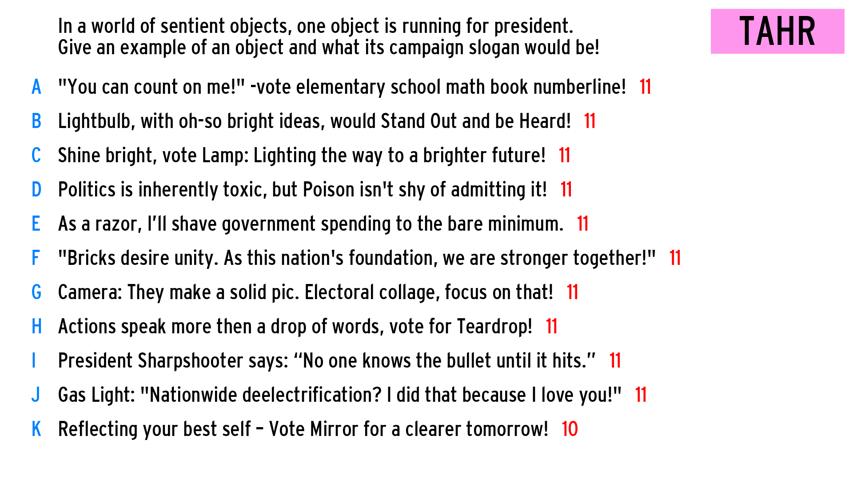 In a world of sentient objects, one object is running for president.
Give an example of an object and what its campaign slogan would be!
TAHR
A "You can count on me!" -vote elementary school math book numberline! 11
B Lightbulb, with oh-so bright ideas, would Stand Out and be Heard! 11
C Shine bright, vote Lamp: Lighting the way to a brighter future! 11
D Politics is inherently toxic, but Poison isn't shy of admitting it! 11
E As a razor, I’ll shave government spending to the bare minimum. 11
F "Bricks desire unity. As this nation's foundation, we are stronger together!" 11
G Camera: They make a solid pic. Electoral collage, focus on that! 11
H Actions speak more then a drop of words, vote for Teardrop! 11
I President Sharpshooter says: “No one knows the bullet until it hits.” 11
J Gas Light: "Nationwide deelectrification? I did that because I love you!" 11
K Reflecting your best self – Vote Mirror for a clearer tomorrow! 10